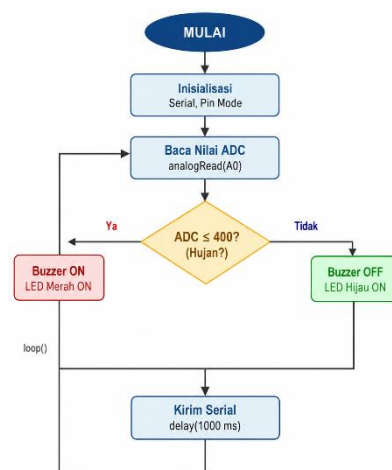 MULAI
Inisialisasi
Serial, Pin Mode
Baca Nilai ADC
analogRead(A0)
Ya
ADC ≤ 400?
(Hujan?)
Tidak
Buzzer ON
LED Merah ON
Buzzer OFF
LED Hijau ON
loop()
Kirim Serial
delay(1000 ms)